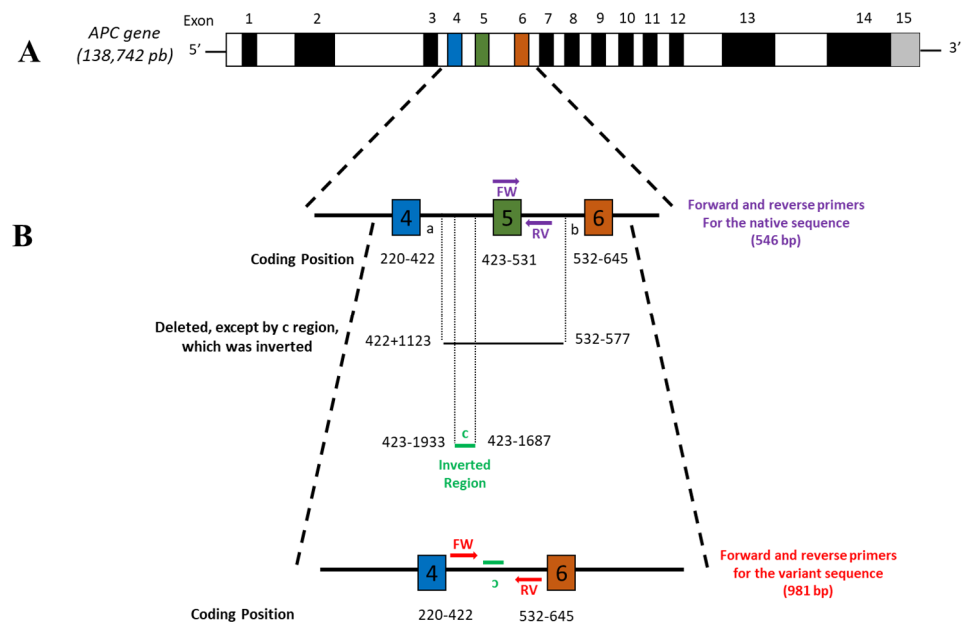 Exon 1 2 3 4 5 6 7 8 9 10 11 12 13 14 15
A
APC gene
(138,742 pb)
5′ 3′
B
FW
4 5 6
a b
RV
Forward and reverse primers
For the native sequence
(546 bp)
Coding Position 220-422 423-531 532-645
Deleted, except by c region,
which was inverted
422+1123 532-577
423-1933 c 423-1687
Inverted
Region
FW
4 6
c
RV
Forward and reverse primers
for the variant sequence
(981 bp)
Coding Position 220-422 532-645